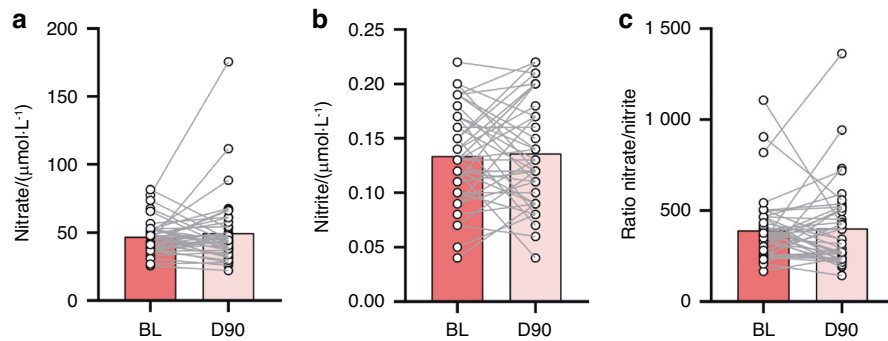 a
Nitrate/(μmol·L⁻¹)
200
150
100
50
0
BL D90
b
Nitrite/(μmol·L⁻¹)
0.25
0.20
0.15
0.10
0.05
0.00
BL D90
c
Ratio nitrate/nitrite
1 500
1 000
500
0
BL D90